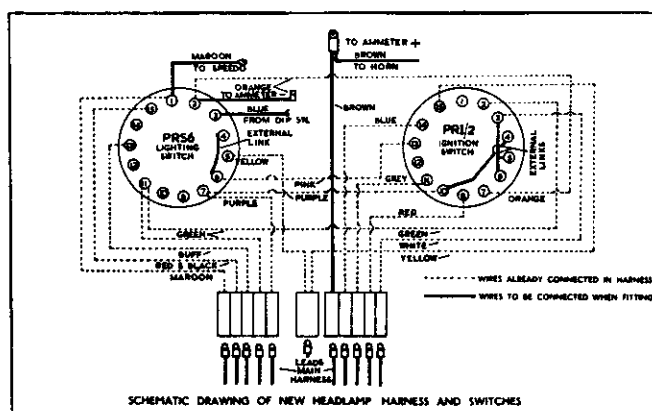 TO AMMETER +
BROWN
TO HORN
MAROON
TO SPEEDO
ORANGE
TO AMMETER -
BLUE
FROM DIP SW.
PRS6
LIGHTING
SWITCH
EXTERNAL
LINK
YELLOW
PURPLE
BROWN
BLUE
PR1/2
IGNITION
SWITCH
EXTERNAL
LINKS
PINK
PURPLE
GREY
ORANGE
RED
GREEN
WHITE
YELLOW
GREEN
BUFF
RED & BLACK
MAROON
WIRES ALREADY CONNECTED IN HARNESS
WIRES TO BE CONNECTED WHEN FITTING
LEADS
MAIN
HARNESS
SCHEMATIC DRAWING OF NEW HEADLAMP HARNESS AND SWITCHES